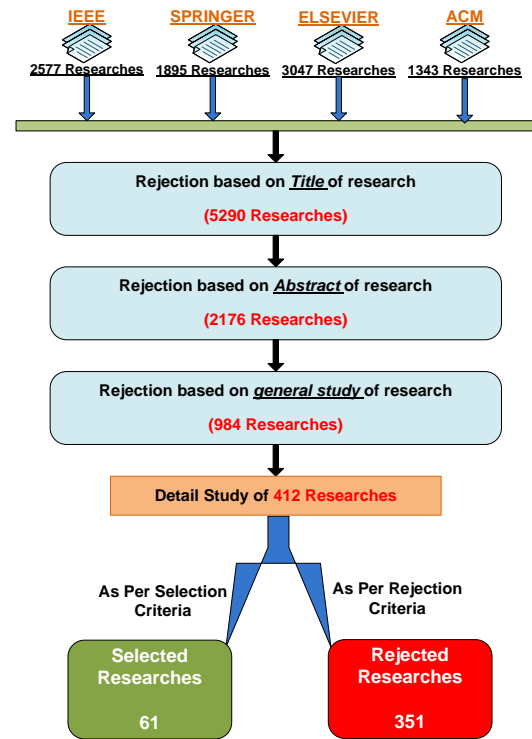 IEEE
SPRINGER
ELSEVIER
ACM
2577 Researches
1895 Researches
3047 Researches
1343 Researches
Rejection based on Title of research
(5290 Researches)
Rejection based on Abstract of research
(2176 Researches)
Rejection based on general study of research
(984 Researches)
Detail Study of 412 Researches
As Per Selection
Criteria
As Per Rejection
Criteria
Selected
Researches
61
Rejected
Researches
351